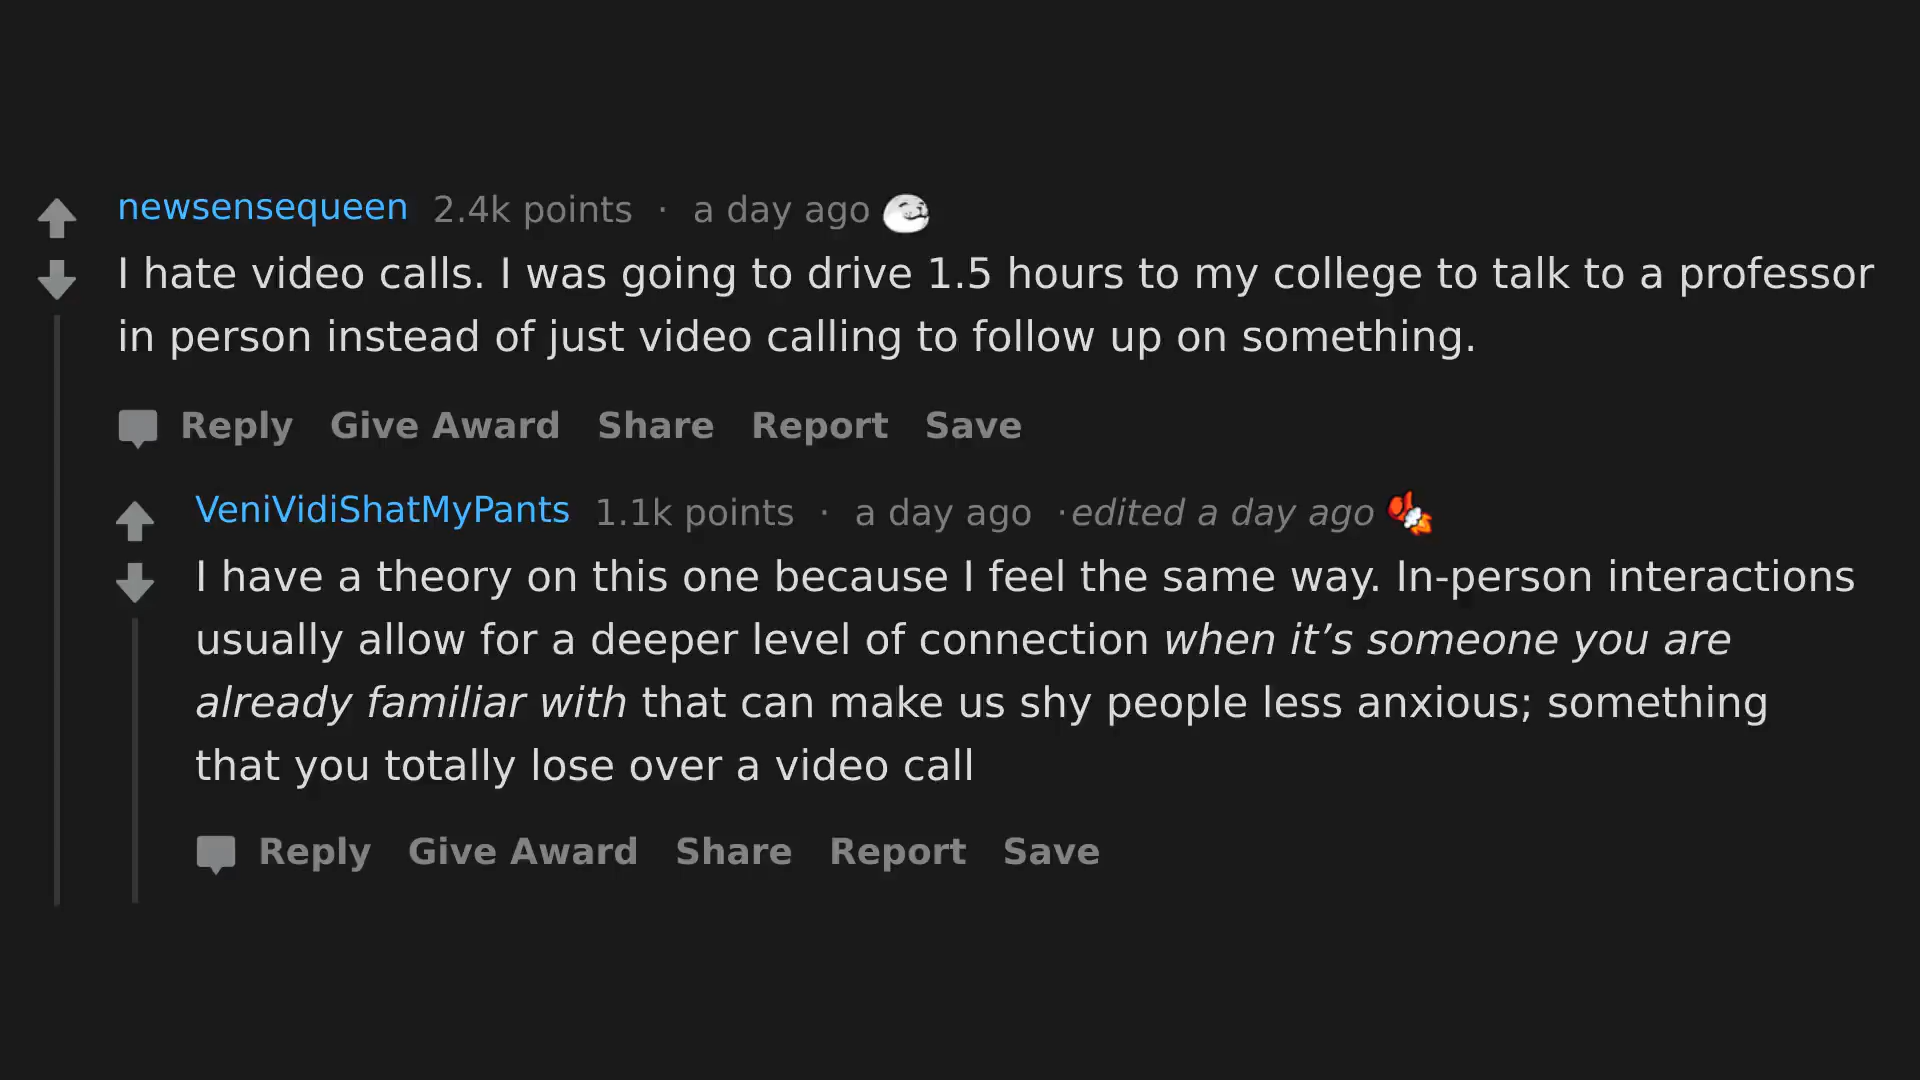 newsensequeen 2.4k points · a day ago
I hate video calls. I was going to drive 1.5 hours to my college to talk to a professor
in person instead of just video calling to follow up on something.
Reply Give Award Share Report Save
VeniVidiShatMyPants 1.1k points · a day ago ·edited a day ago
I have a theory on this one because I feel the same way. In-person interactions
usually allow for a deeper level of connection when it’s someone you are
already familiar with that can make us shy people less anxious; something
that you totally lose over a video call
Reply Give Award Share Report Save